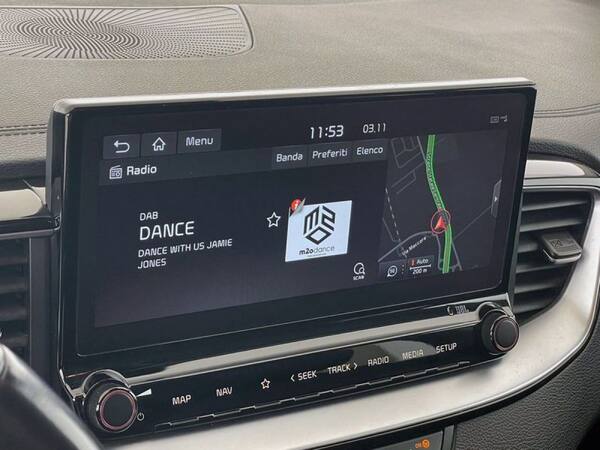 Menu
11:53
03.11
Radio
Banda
Preferiti
Elenco
DAB
DANCE
DANCE WITH US JAMIE
JONES
m2odance
SCAN
Auto
200 m
JBL
MAP
NAV
< SEEK
TRACK >
RADIO
MEDIA
SETUP